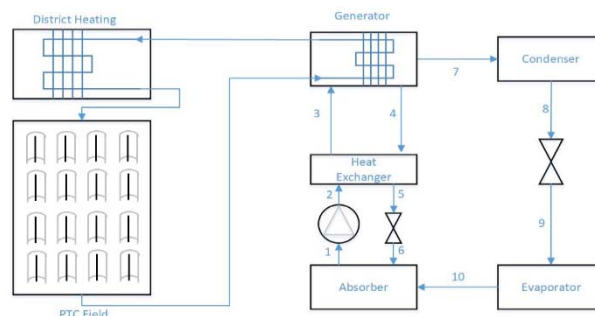 District Heating
Generator
7
Condenser
3
4
8
Heat
Exchanger
2
5
9
1
6
Absorber
10
Evaporator
PTC Field